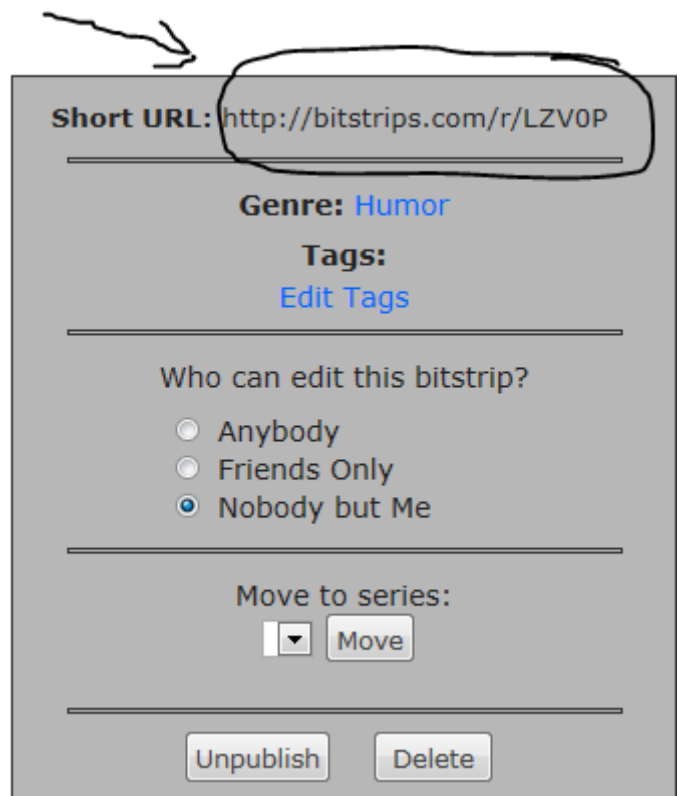 Short URL: http://bitstrips.com/r/LZV0P
Genre: Humor
Tags:
Edit Tags
Who can edit this bitstrip?
Anybody
Friends Only
Nobody but Me
Move to series:
Move
Unpublish Delete